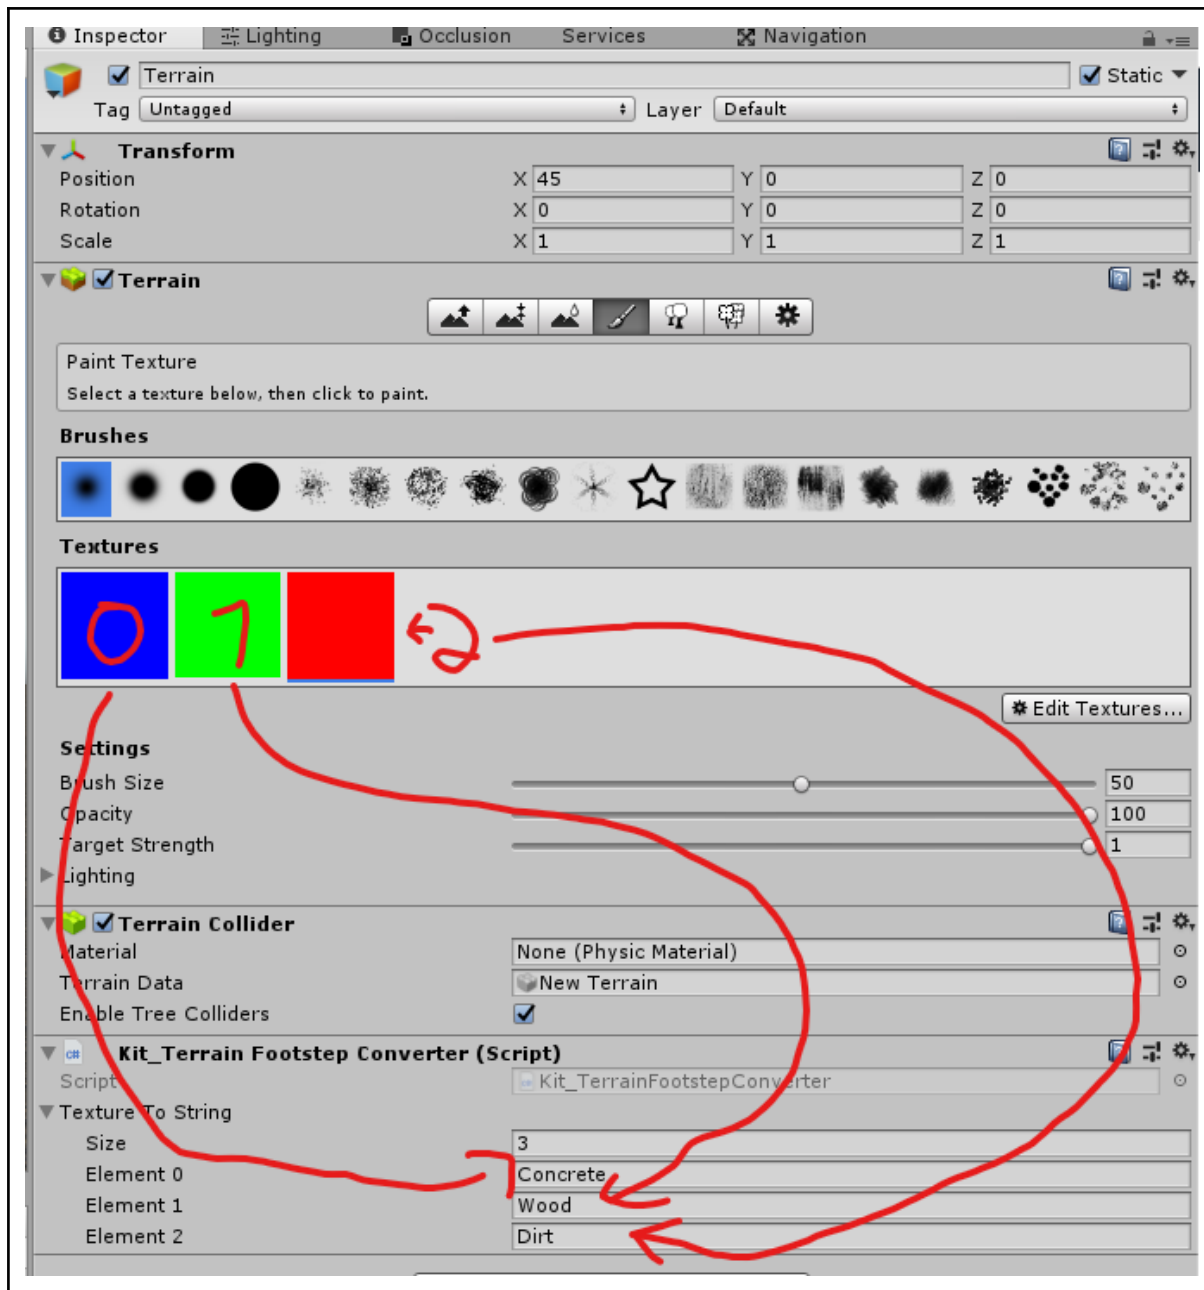 Inspector Lighting Occlusion Services Navigation
Terrain Static
Tag Untagged Layer Default
Transform
Position X 45 Y 0 Z 0
Rotation X 0 Y 0 Z 0
Scale X 1 Y 1 Z 1
Terrain
Paint Texture
Select a texture below, then click to paint.
Brushes
Textures
0 1 2
Edit Textures...
Settings
Brush Size 50
Opacity 100
Target Strength 1
Lighting
Terrain Collider
Material None (Physic Material)
Terrain Data New Terrain
Enable Tree Colliders
C# Kit_Terrain Footstep Converter (Script)
Script Kit_TerrainFootstepConverter
Texture To String
Size 3
Element 0 Concrete
Element 1 Wood
Element 2 Dirt